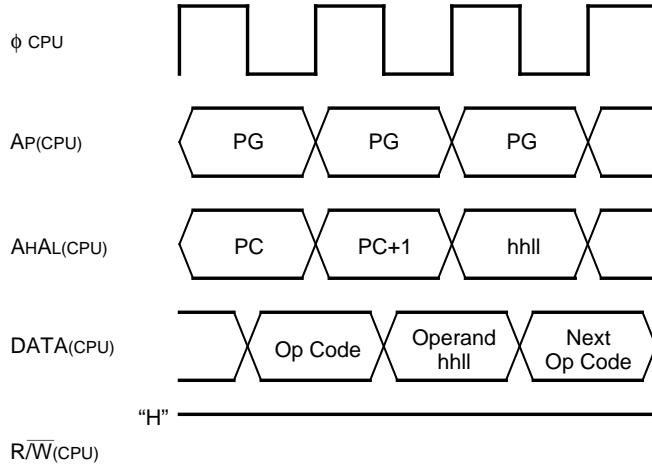 ϕ CPU
AP(CPU)
PG PG PG
AHAL(CPU)
PC PC+1 hhll
DATA(CPU)
Op Code
Operand
hhll
Next
Op Code
“H”
R/W̅(CPU)